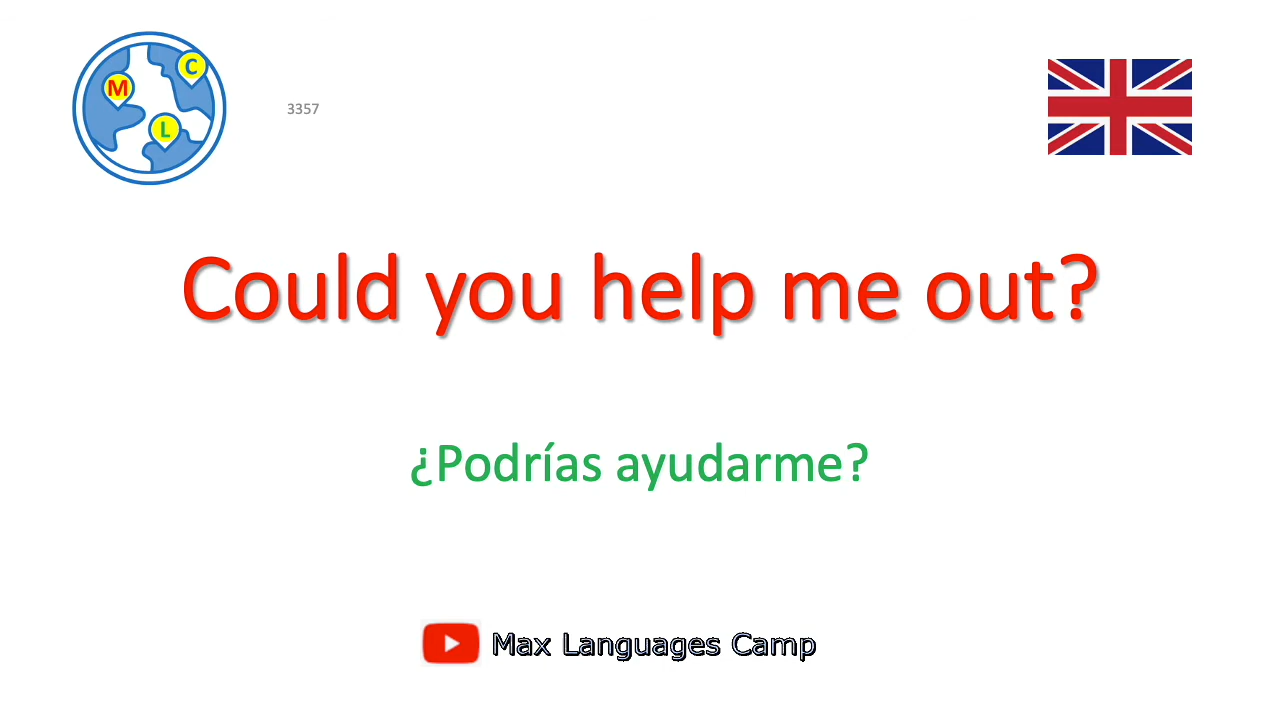 M
C
L
3357
Could you help me out?
¿Podrías ayudarme?
Max Languages Camp